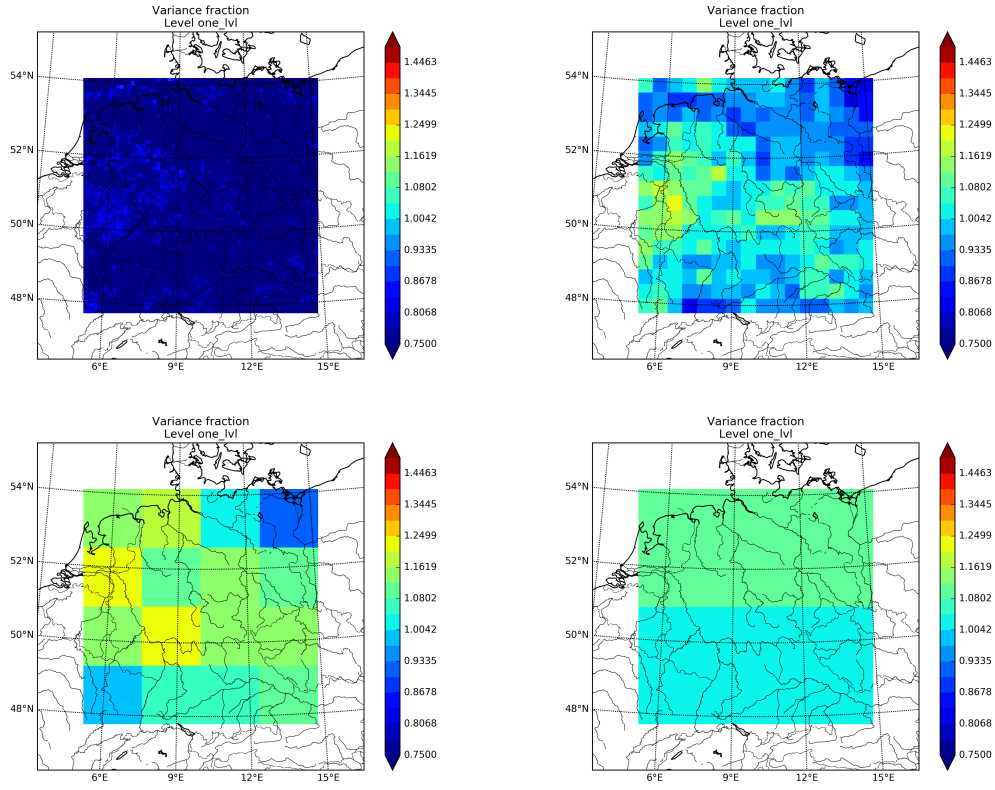 Variance fraction
Level one_lvl
54°N
52°N
50°N
48°N
6°E 9°E 12°E 15°E
1.4463
1.3445
1.2499
1.1619
1.0802
1.0042
0.9335
0.8678
0.8068
0.7500
Variance fraction
Level one_lvl
54°N
52°N
50°N
48°N
6°E 9°E 12°E 15°E
1.4463
1.3445
1.2499
1.1619
1.0802
1.0042
0.9335
0.8678
0.8068
0.7500
Variance fraction
Level one_lvl
54°N
52°N
50°N
48°N
6°E 9°E 12°E 15°E
1.4463
1.3445
1.2499
1.1619
1.0802
1.0042
0.9335
0.8678
0.8068
0.7500
Variance fraction
Level one_lvl
54°N
52°N
50°N
48°N
6°E 9°E 12°E 15°E
1.4463
1.3445
1.2499
1.1619
1.0802
1.0042
0.9335
0.8678
0.8068
0.7500